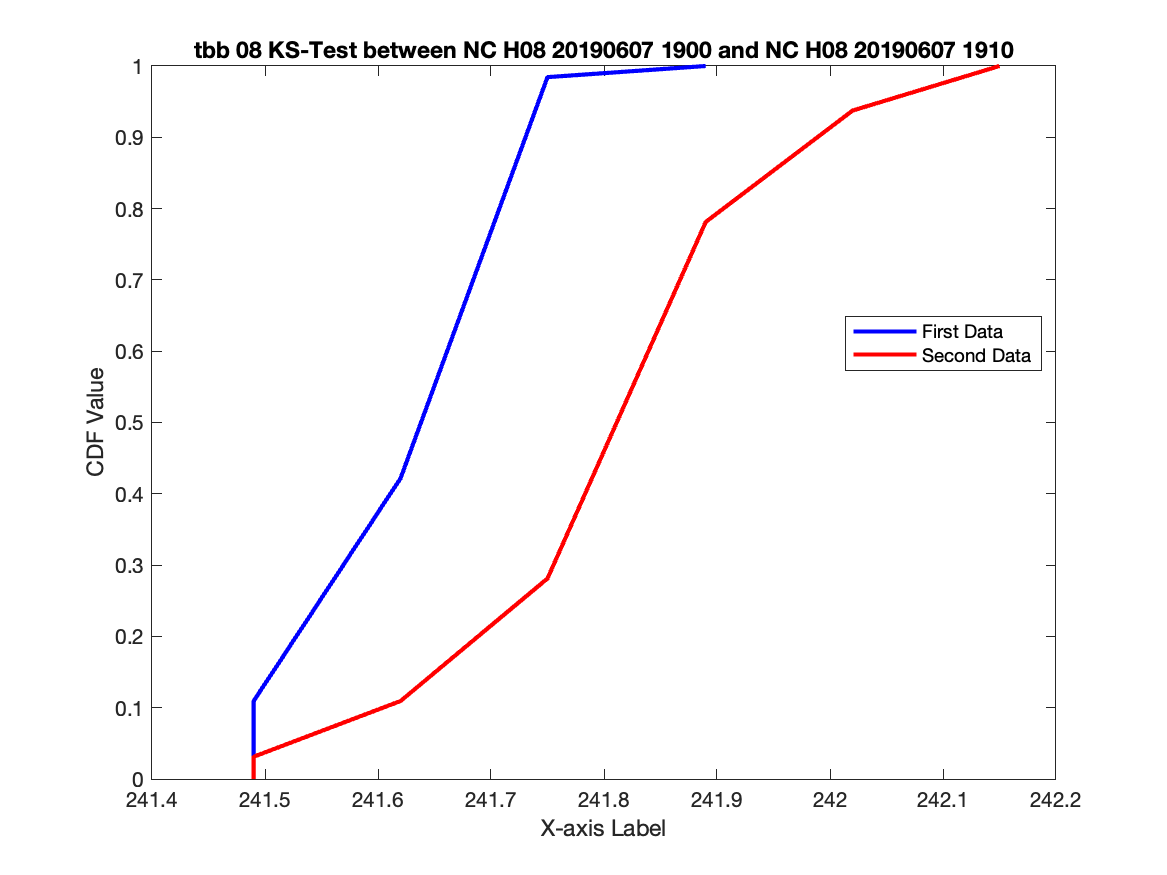 tbb 08 KS-Test between NC H08 20190607 1900 and NC H08 20190607 1910
1
0.9
0.8
0.7
0.6
0.5
0.4
0.3
0.2
0.1
0
CDF Value
First Data
Second Data
241.4 241.5 241.6 241.7 241.8 241.9 242 242.1 242.2
X-axis Label